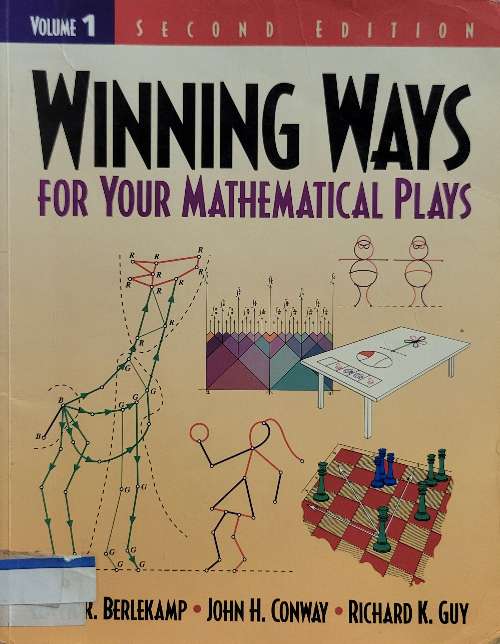 VOLUME 1 SECOND EDITION
WINNING WAYS
FOR YOUR MATHEMATICAL PLAYS
R R R
R R
R
R
R
G
G
B G G
B G
G G
G G
K. BERLEKAMP • JOHN H. CONWAY • RICHARD K. GUY